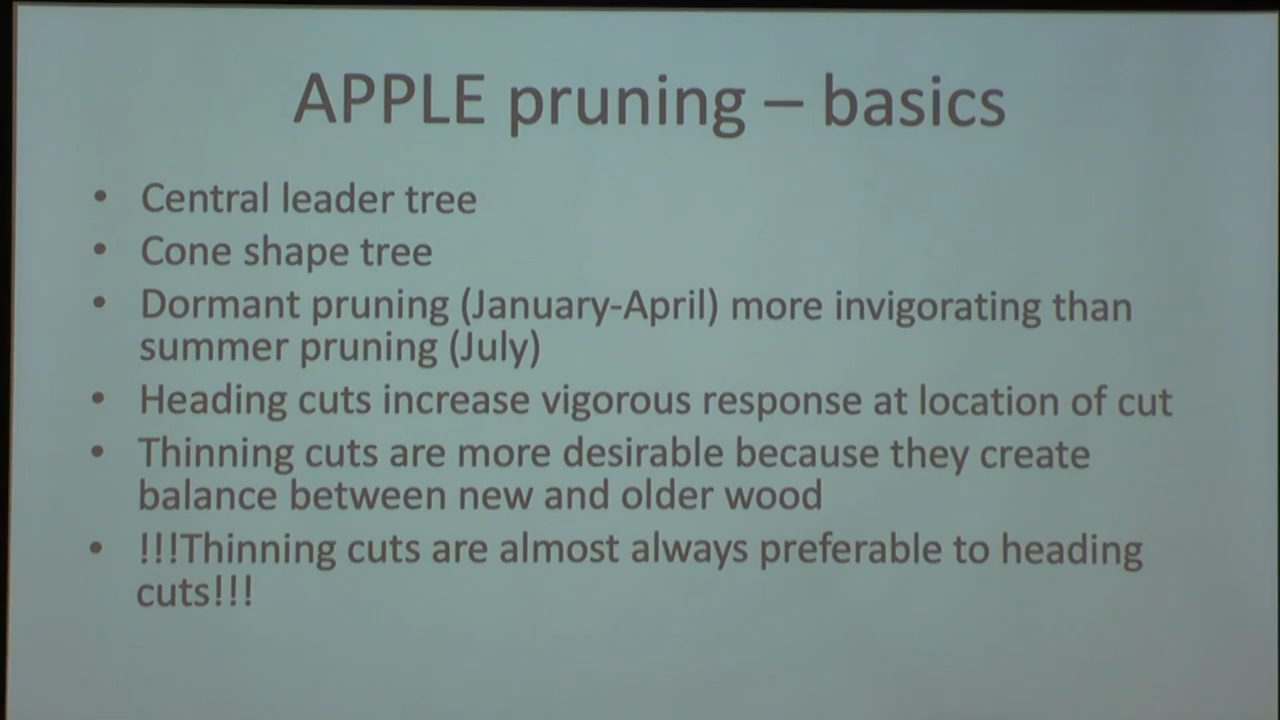 APPLE pruning – basics
• Central leader tree
• Cone shape tree
• Dormant pruning (January-April) more invigorating than
summer pruning (July)
• Heading cuts increase vigorous response at location of cut
• Thinning cuts are more desirable because they create
balance between new and older wood
• !!!Thinning cuts are almost always preferable to heading
cuts!!!